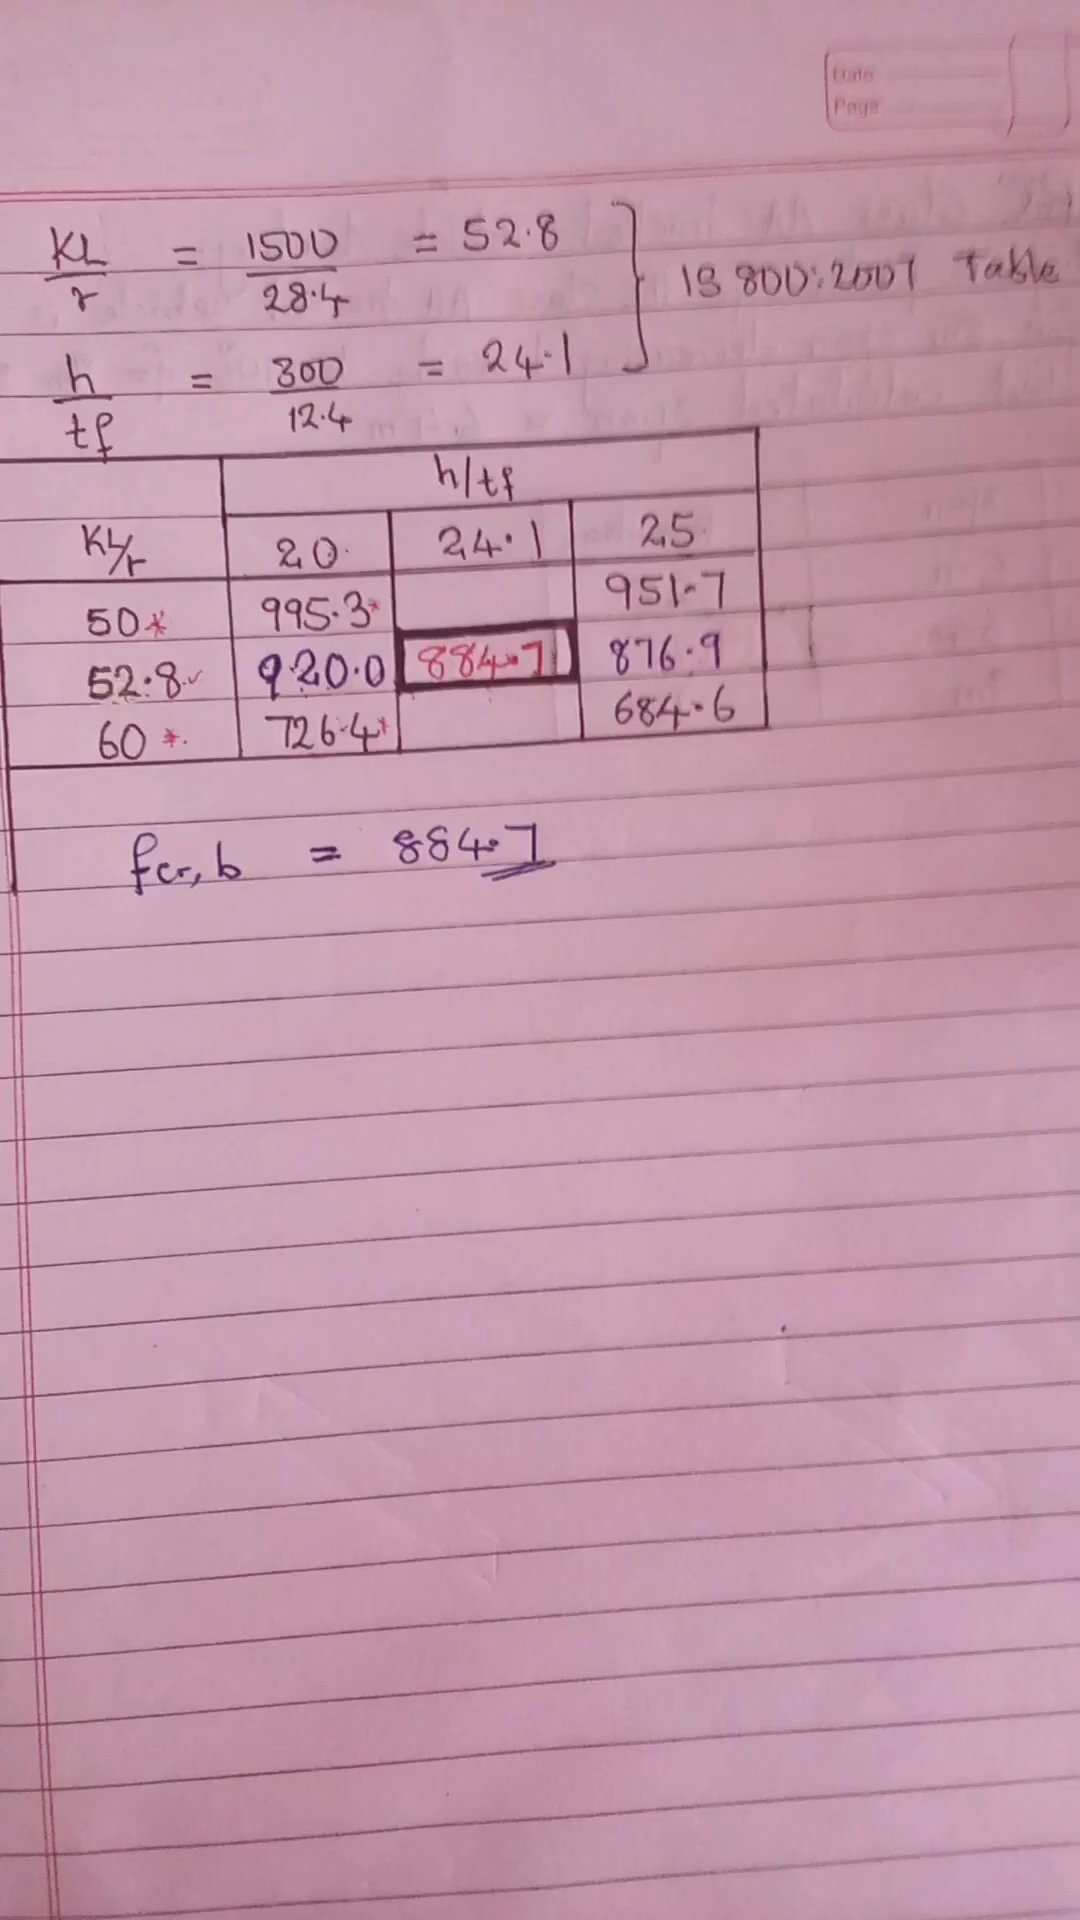 Date
Page
KL/r = 1500/28.4 = 52.8
IS 800:2007 Table
h/tf = 300/12.4 = 24.1
h/tf
KL/r 20. 24.1 25.
50* 995.3* 951.7
52.8✓ 920.0 884.7 876.9
60*. 726.4* 684.6
fcr,b = 884.7